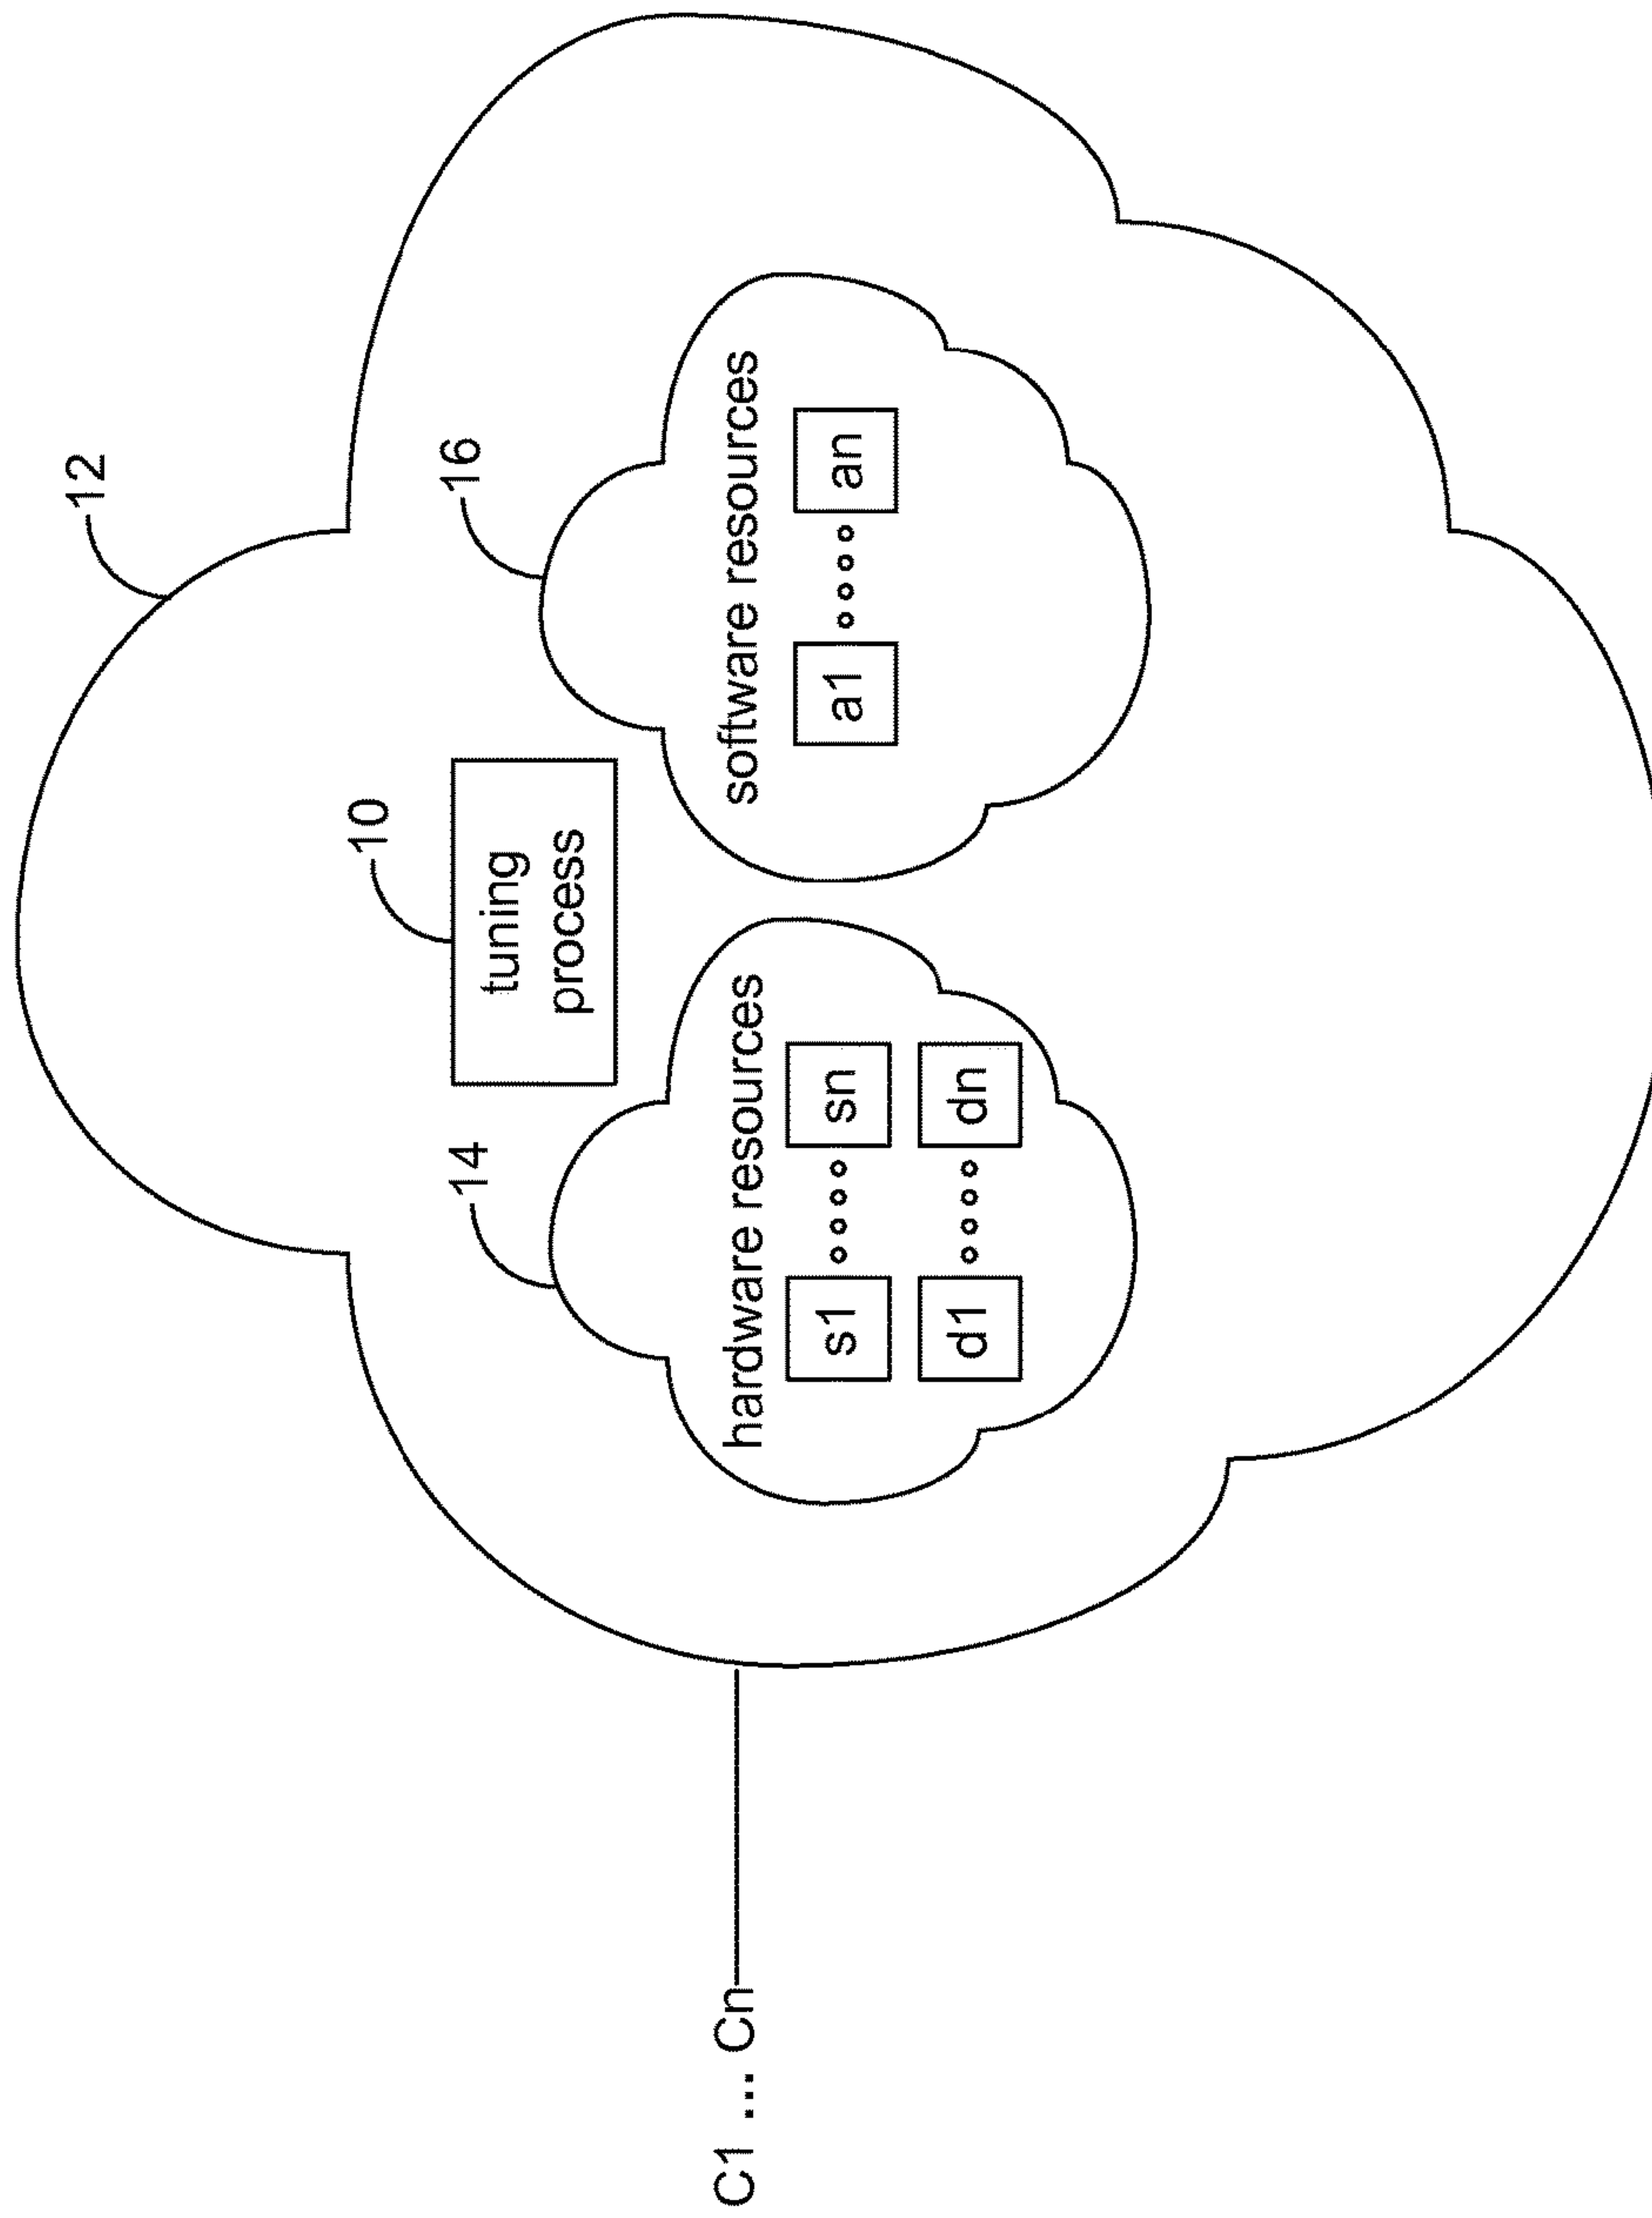 12
10
tuning
process
14
16
hardware resources
software resources
s1 sn
a1 an
d1 dn
C1 ... Cn